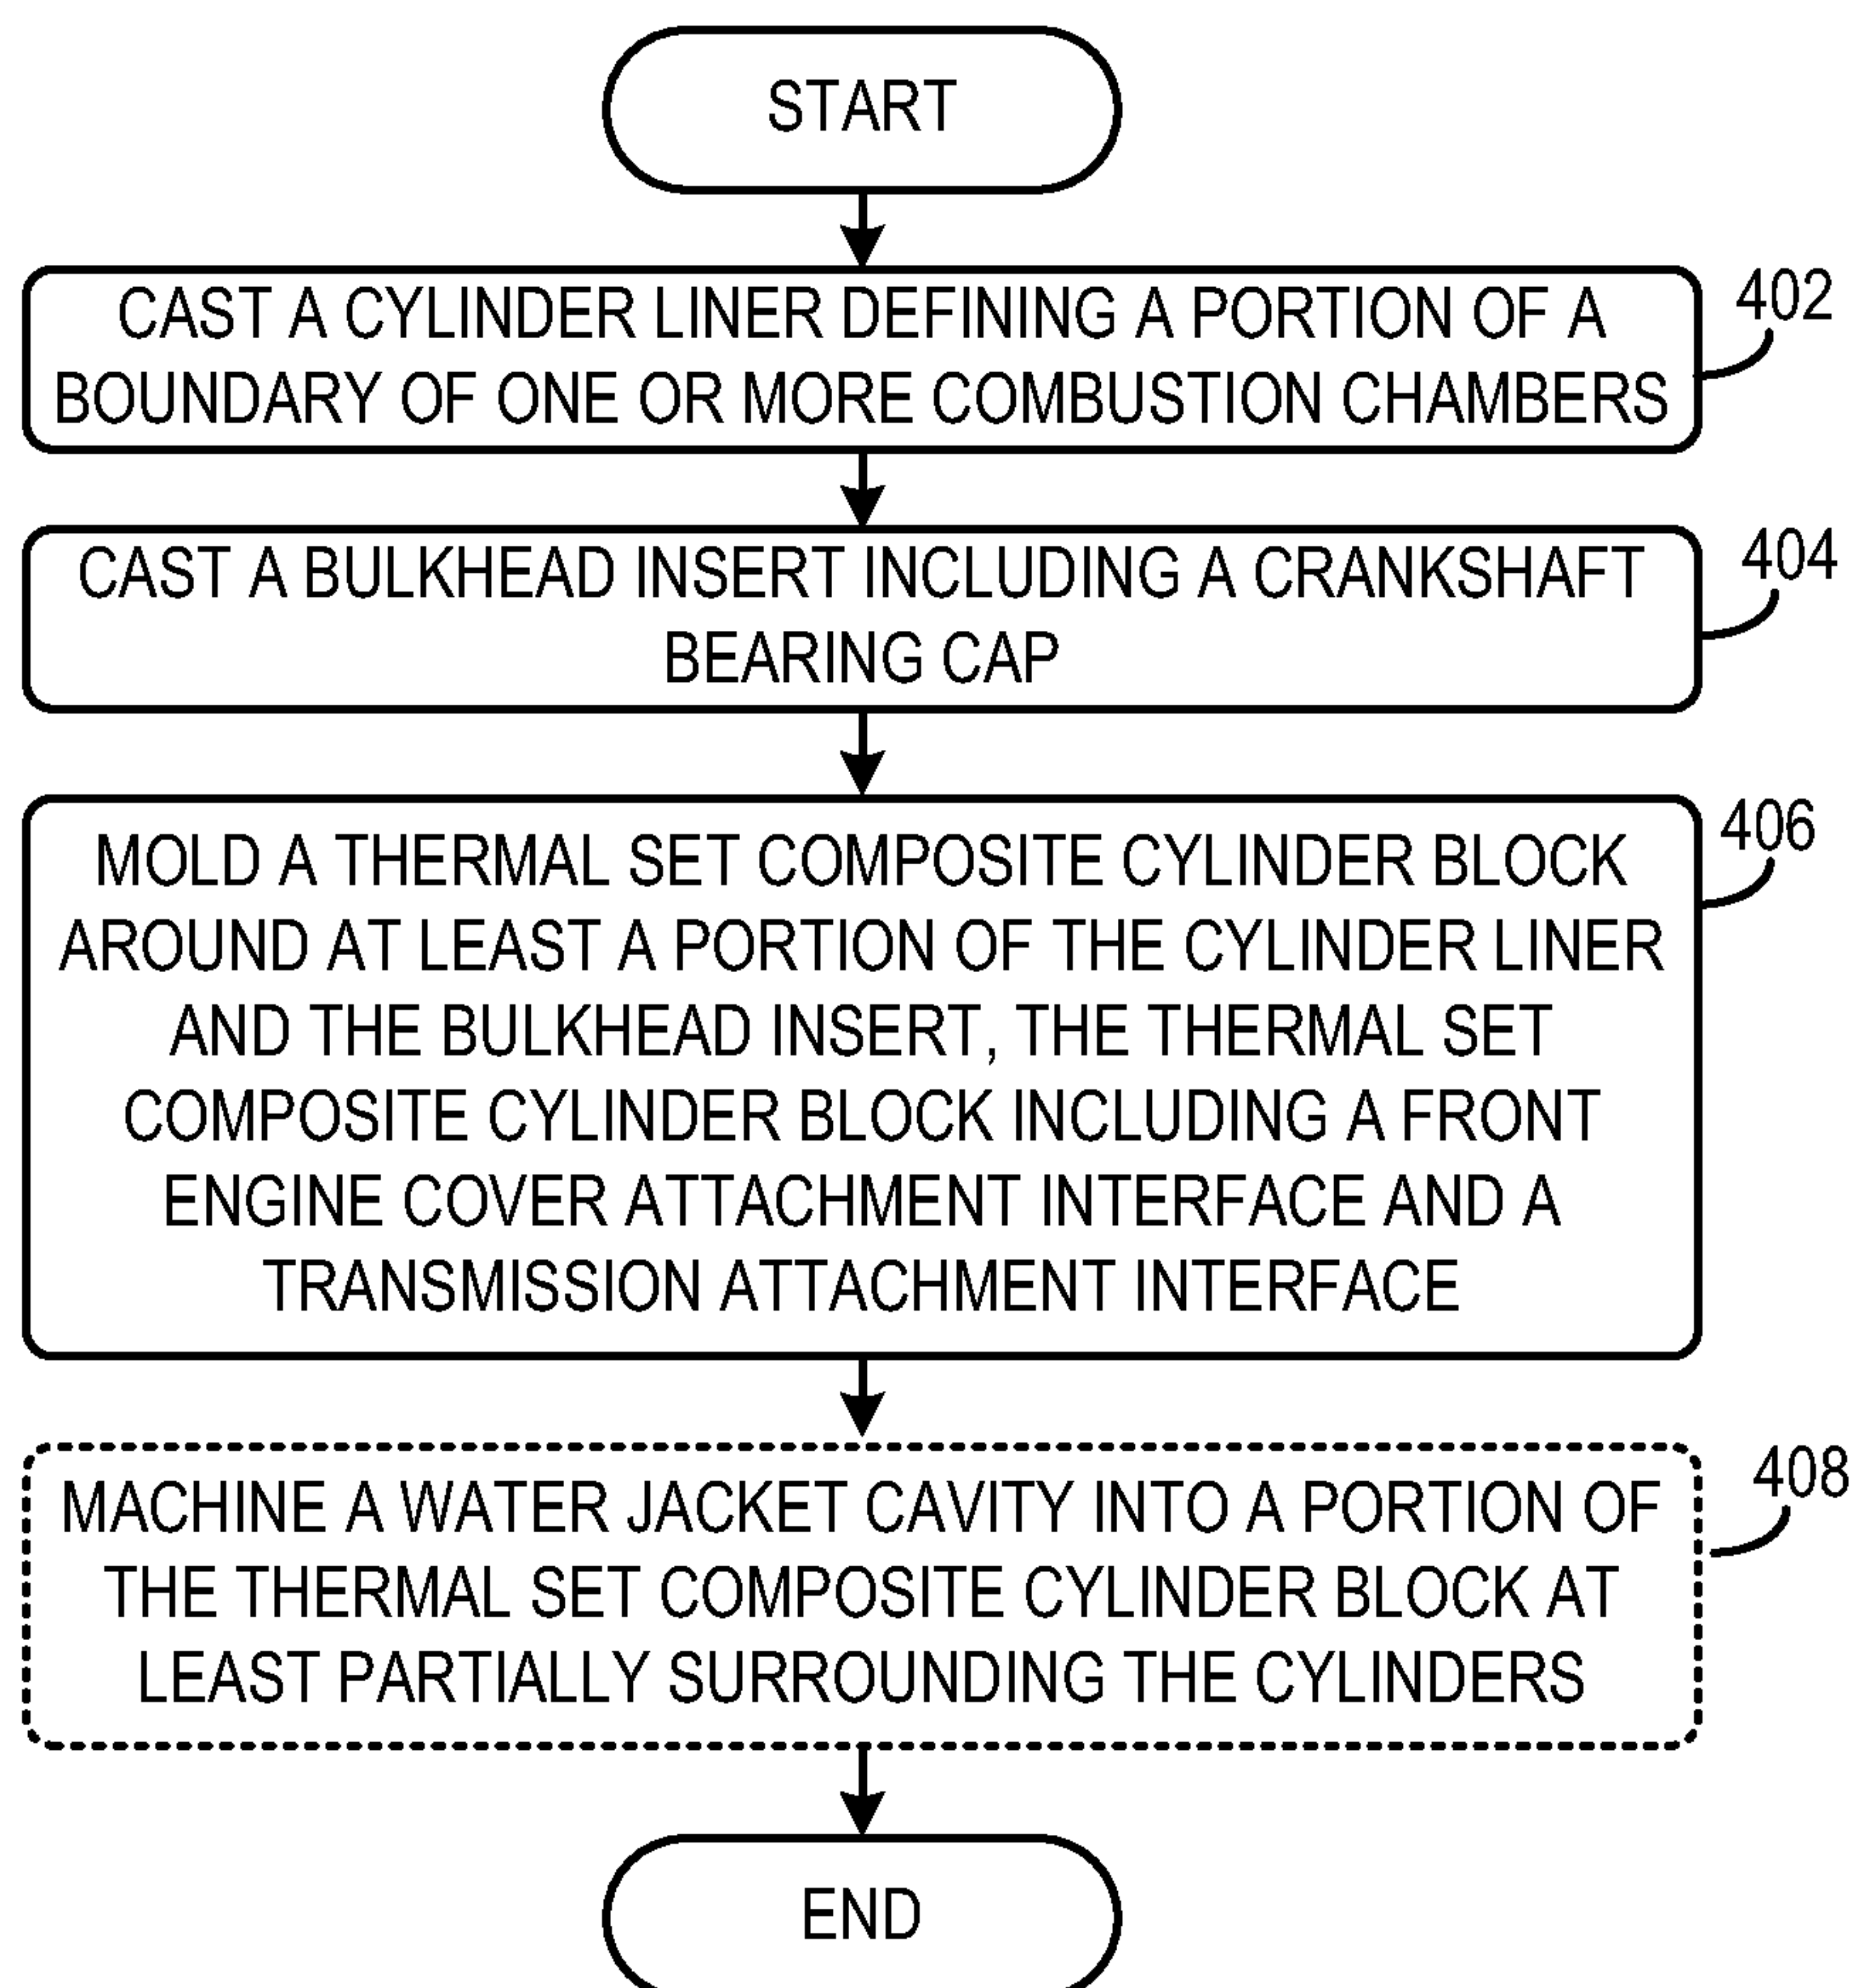 START
CAST A CYLINDER LINER DEFINING A PORTION OF A
BOUNDARY OF ONE OR MORE COMBUSTION CHAMBERS
402
CAST A BULKHEAD INSERT INCLUDING A CRANKSHAFT
BEARING CAP
404
MOLD A THERMAL SET COMPOSITE CYLINDER BLOCK
AROUND AT LEAST A PORTION OF THE CYLINDER LINER
AND THE BULKHEAD INSERT, THE THERMAL SET
COMPOSITE CYLINDER BLOCK INCLUDING A FRONT
ENGINE COVER ATTACHMENT INTERFACE AND A
TRANSMISSION ATTACHMENT INTERFACE
406
MACHINE A WATER JACKET CAVITY INTO A PORTION OF
THE THERMAL SET COMPOSITE CYLINDER BLOCK AT
LEAST PARTIALLY SURROUNDING THE CYLINDERS
408
END